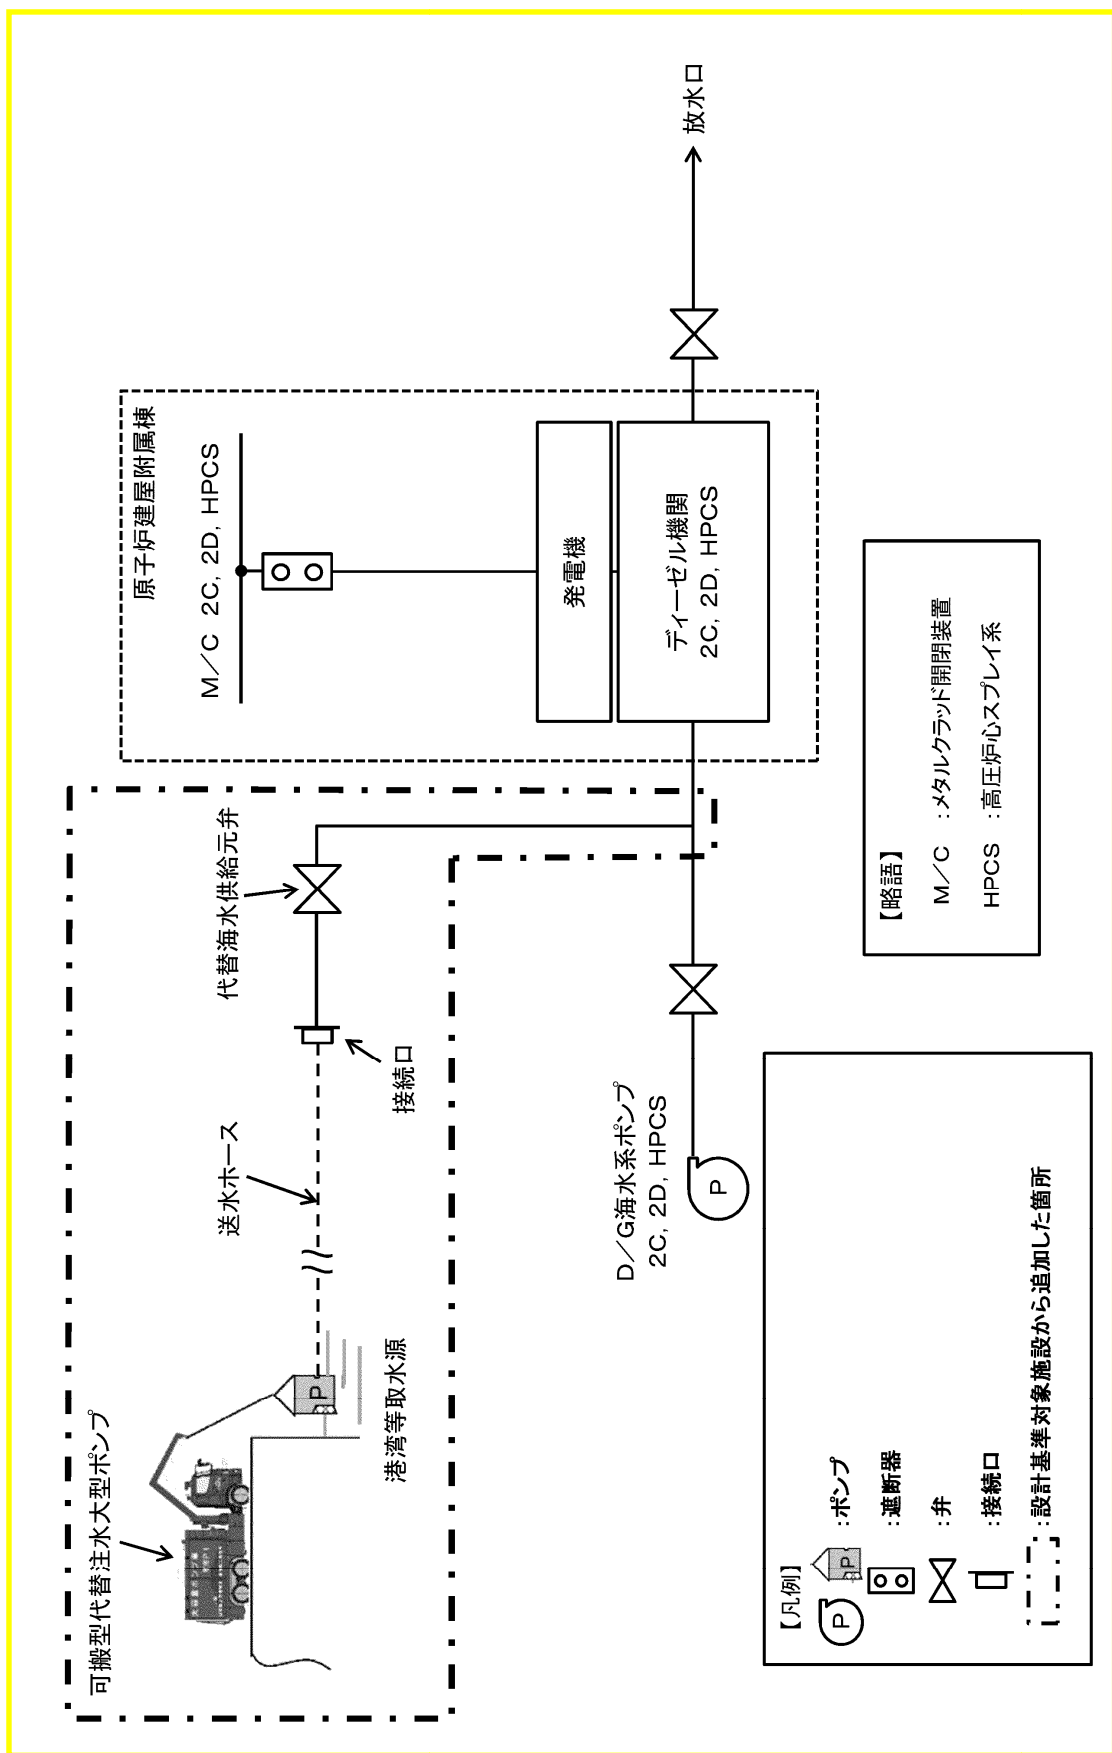 可搬型代替注水大型ポンプ
P
港湾等取水源
送水ホース
接続口
代替海水供給元弁
原子炉建屋附属棟
M／C 2C, 2D, HPCS
発電機
ディーゼル機関
2C, 2D, HPCS
放水口
D／G海水系ポンプ
2C, 2D, HPCS
P
【凡例】
P
P
：ポンプ
：遮断器
：弁
：接続口
：設計基準対象施設から追加した箇所
【略語】
M／C ：メタルクラッド開閉装置
HPCS ：高圧炉心スプレイ系